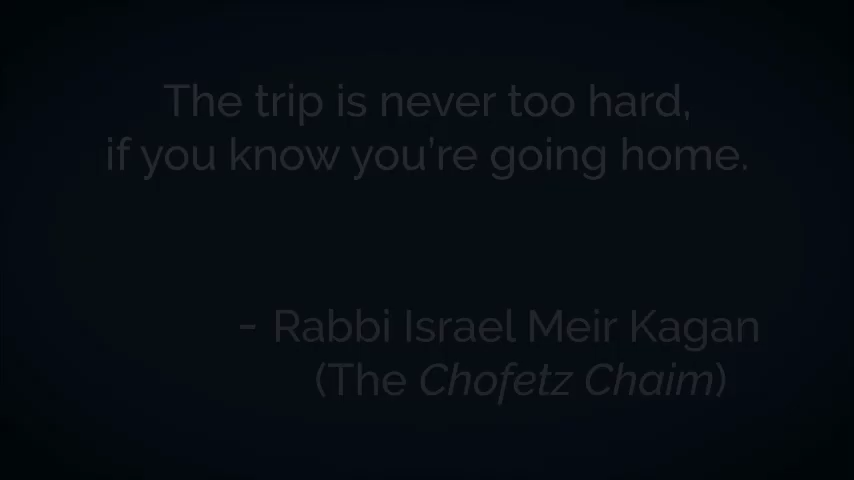 The trip is never too hard,
if you know you’re going home.
- Rabbi Israel Meir Kagan
(The Chofetz Chaim)